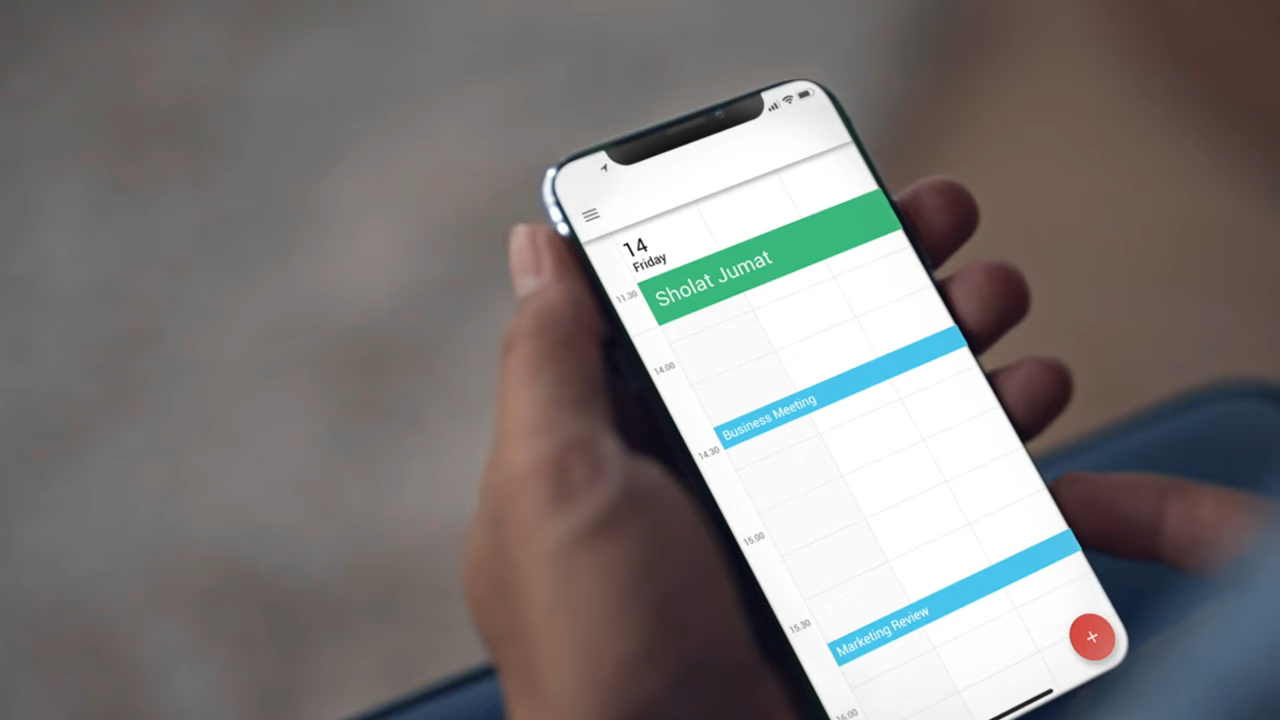 14
Friday
11.30
Sholat Jumat
14.00
Business Meeting
14.30
15.00
15.30
Marketing Review
16.00